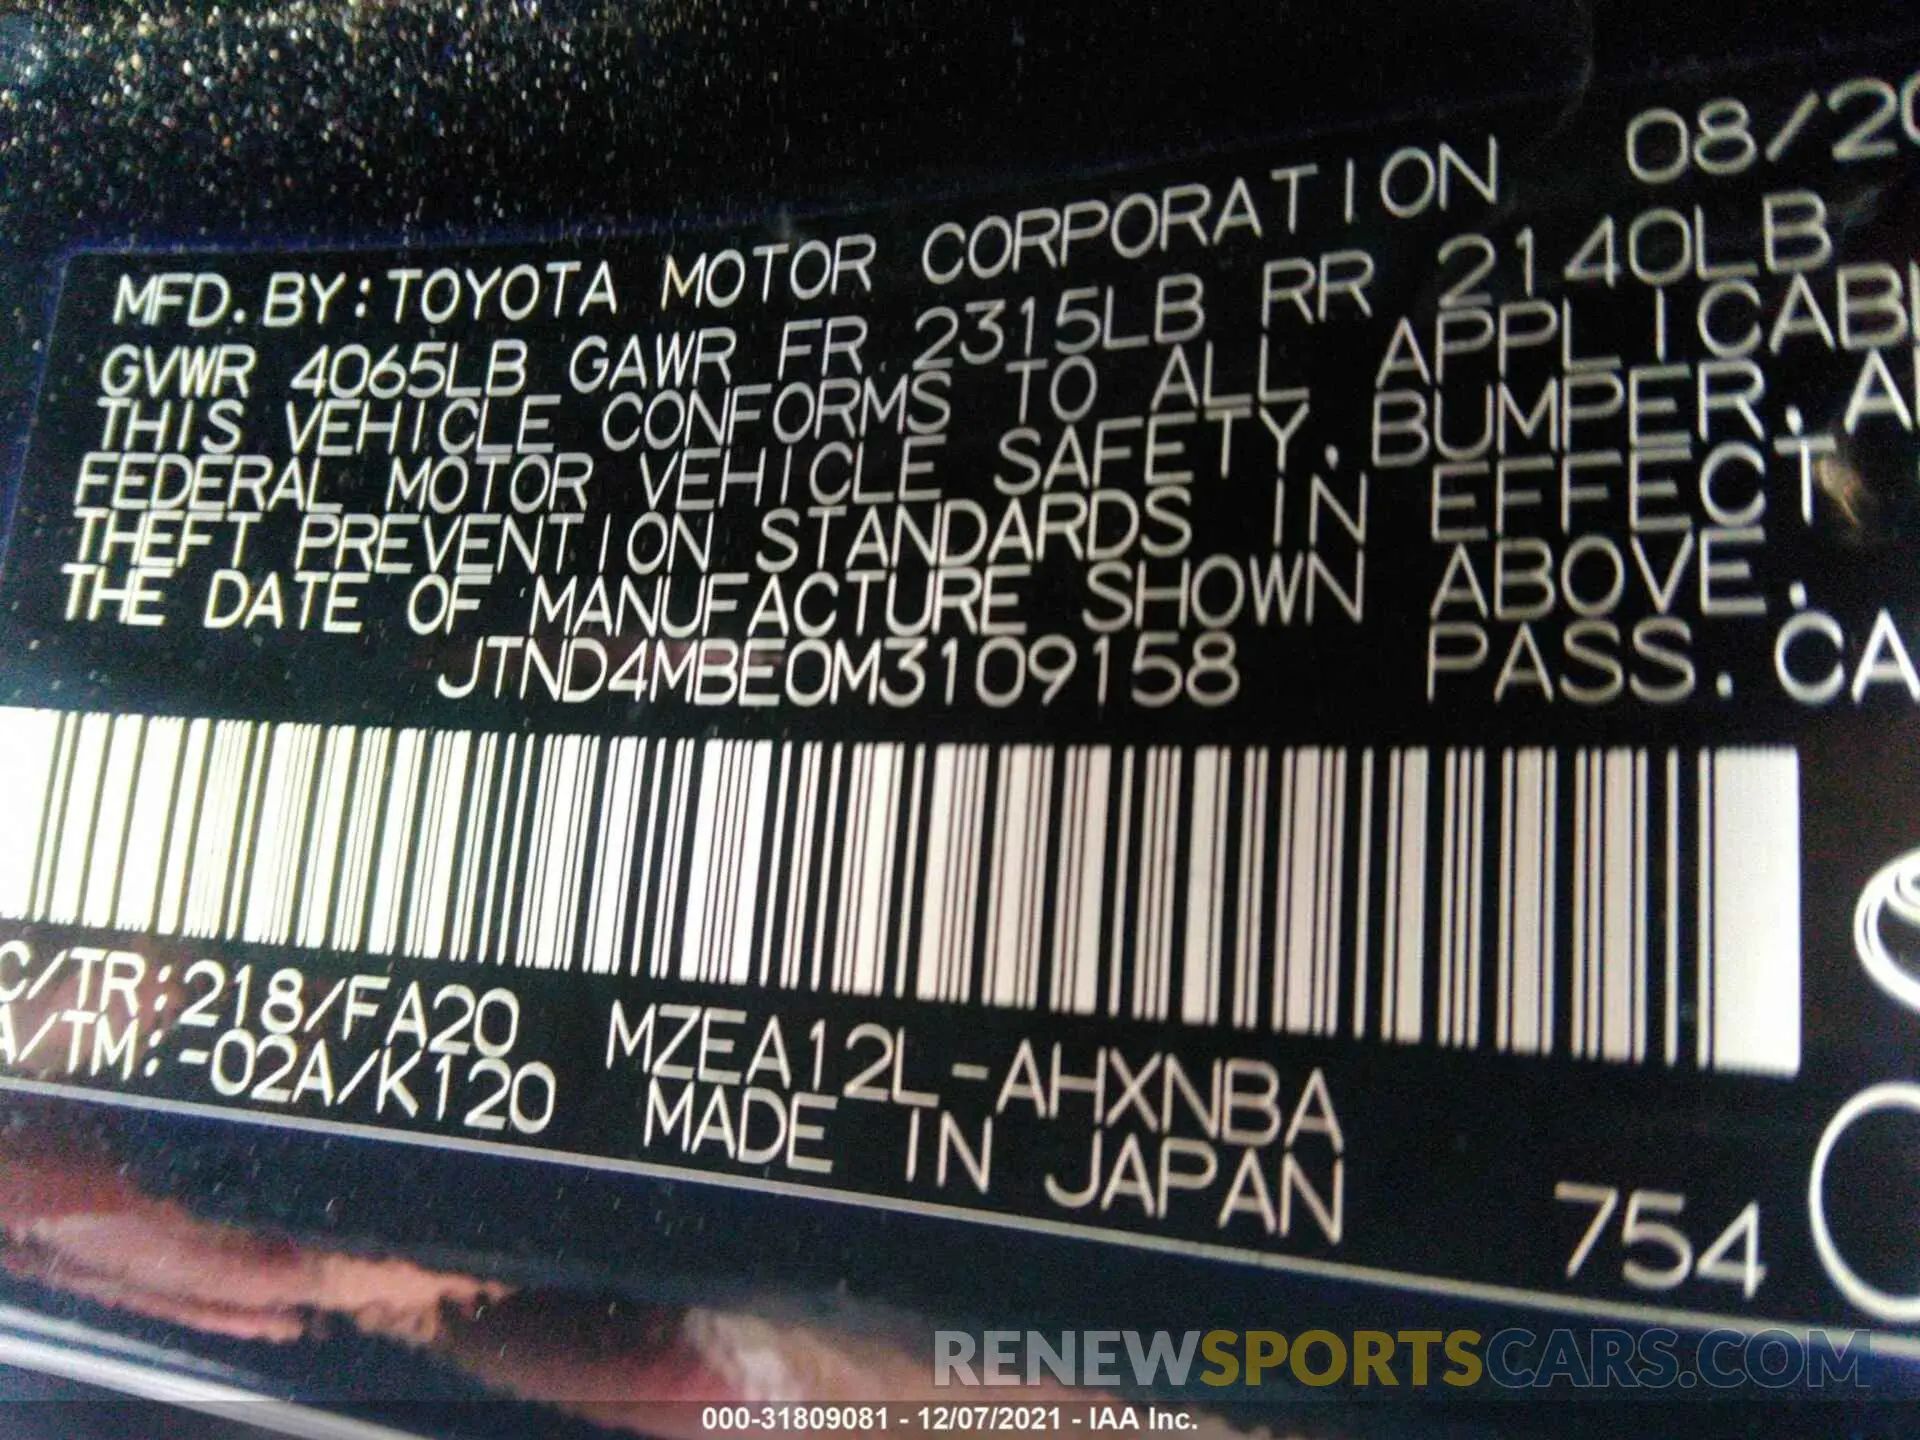 MFD. BY: TOYOTA MOTOR CORPORATION 08/20
GVWR 4065LB GAWR FR 2315LB RR 2140LB
THIS VEHICLE CONFORMS TO ALL APPLICABL
FEDERAL MOTOR VEHICLE SAFETY, BUMPER, AN
THEFT PREVENTION STANDARDS IN EFFECT
THE DATE OF MANUFACTURE SHOWN ABOVE.
JTND4MBE0M3109158 PASS. CA
C/TR:218/FA20 MZEA12L-AHXNBA
A/TM:-02A/K120 MADE IN JAPAN
754
RENEWSPORTSCARS.COM
000-31809081 - 12/07/2021 - IAA Inc.